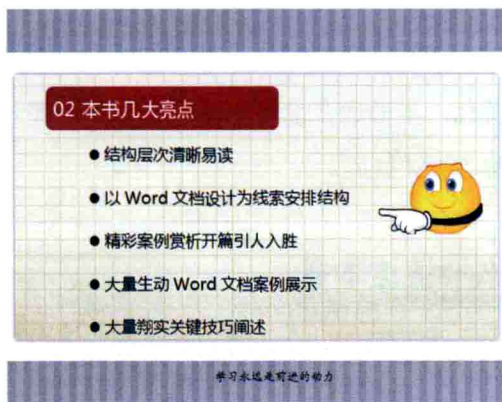 02 本书几大亮点
● 结构层次清晰易读
● 以 Word 文档设计为线索安排结构
● 精彩案例赏析开篇引人入胜
● 大量生动 Word 文档案例展示
● 大量翔实关键技巧阐述
学习永远是前进的动力